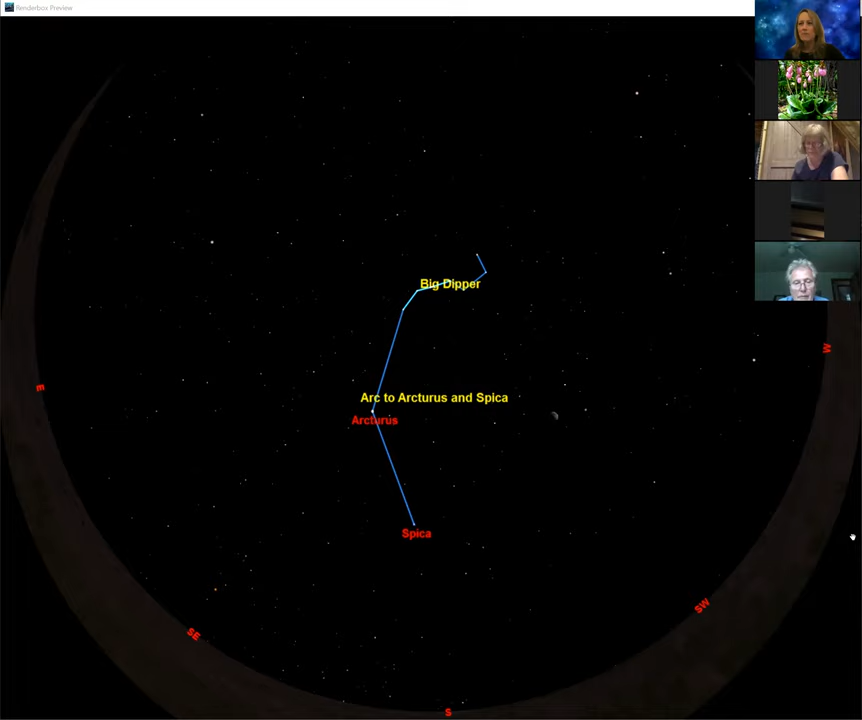 Renderbox Preview
Big Dipper
W
E
Arc to Arcturus and Spica
Arcturus
Spica
SE
SW
S